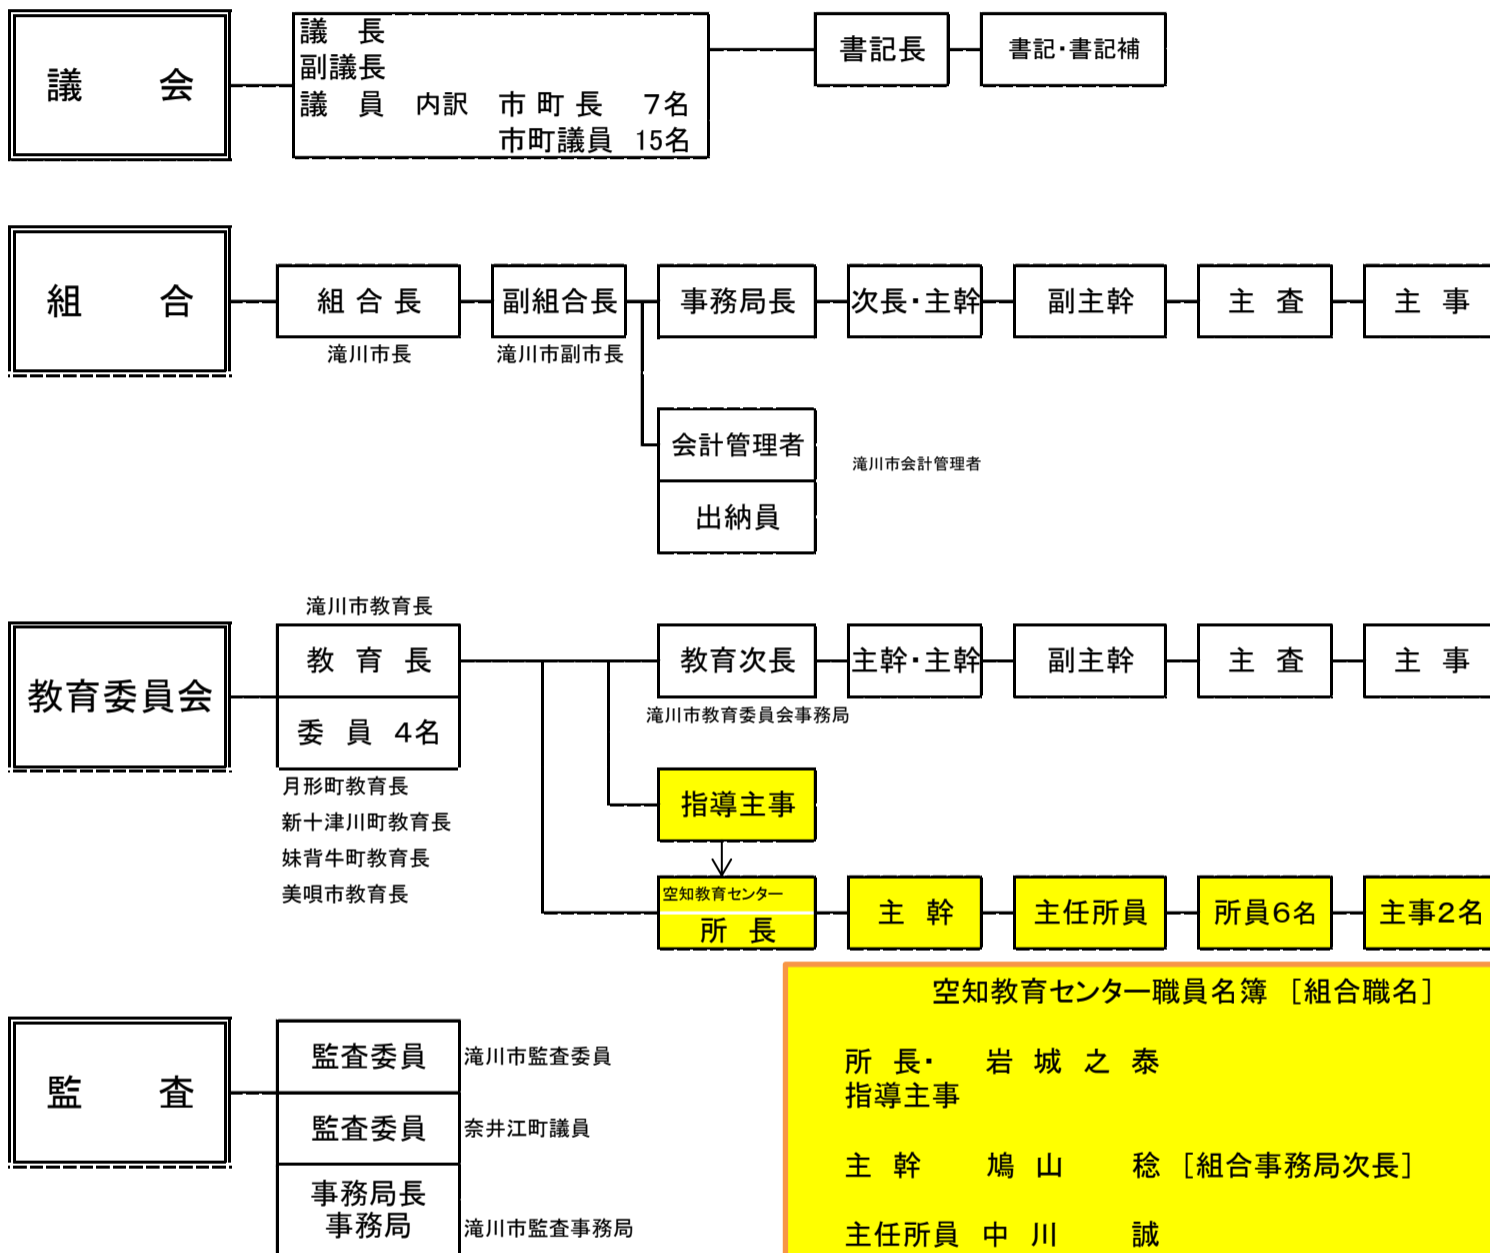 議　会
議　長
副議長
議　員　内訳　市 町 長　7名
市町議員　15名
書記長
書記・書記補
組　合
組 合 長
滝川市長
副組合長
滝川市副市長
事務局長
次長・主幹
副主幹
主　査
主　事
会計管理者
滝川市会計管理者
出納員
教育委員会
滝川市教育長
教　育　長
委　員　4名
月形町教育長
新十津川町教育長
妹背牛町教育長
美唄市教育長
教育次長
滝川市教育委員会事務局
主幹・主幹
副主幹
主　査
主　事
指導主事
空知教育センター
所　長
主　幹
主任所員
所員6名
主事2名
監　査
監査委員
滝川市監査委員
監査委員
奈井江町議員
事務局長
事務局
滝川市監査事務局
空知教育センター職員名簿 ［組合職名］
所 長・　岩 城 之 泰
指導主事
主 幹　鳩 山　　稔 ［組合事務局次長］
主任所員 中 川　　誠